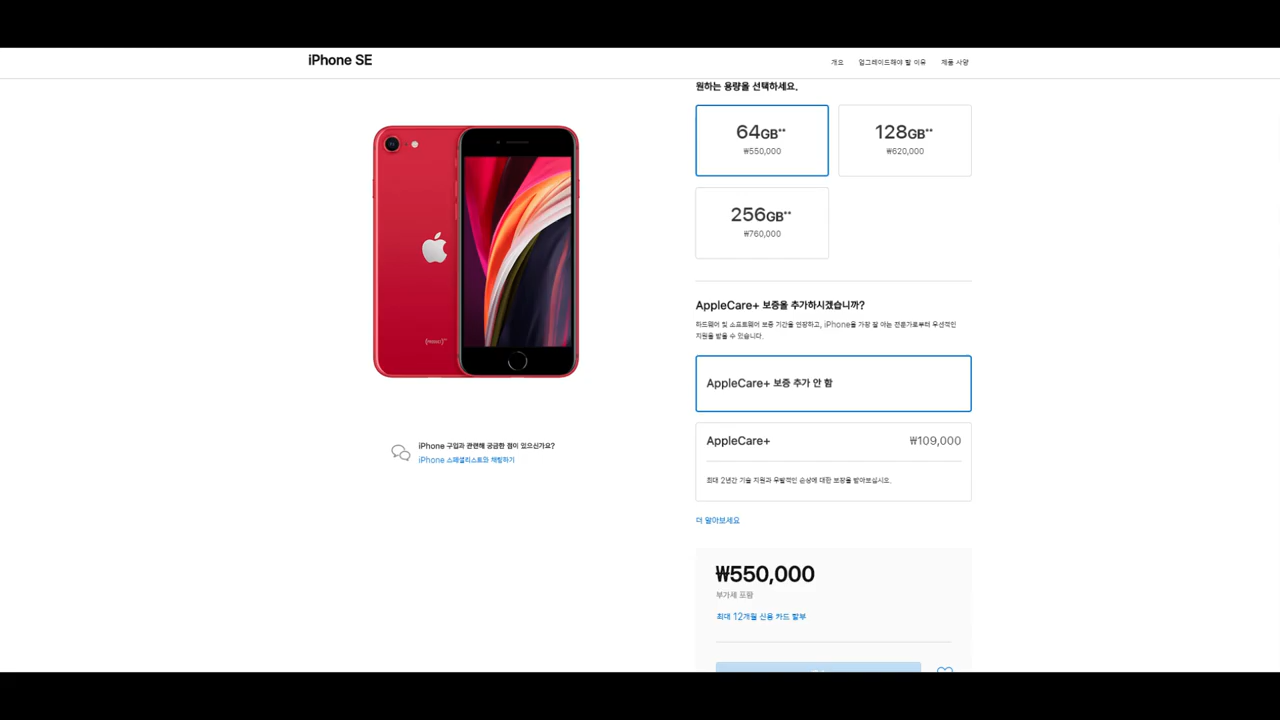 iPhone SE
개요 업그레이드해야 할 이유 제품 사양
원하는 용량을 선택하세요.
64GB** 128GB**
₩550,000 ₩620,000
256GB**
₩760,000
AppleCare+ 보증을 추가하시겠습니까?
하드웨어 및 소프트웨어 보증 기간을 연장하고, iPhone을 가장 잘 아는 전문가로부터 우선적인
지원을 받을 수 있습니다.
AppleCare+ 보증 추가 안 함
AppleCare+ ₩109,000
최대 2년간 기술 지원과 우발적인 손상에 대한 보장을 받아보십시오.
더 알아보세요
(RED)™
iPhone 구입과 관련해 궁금한 점이 있으신가요?
iPhone 스페셜리스트와 채팅하기
₩550,000
부가세 포함
최대 12개월 신용 카드 할부